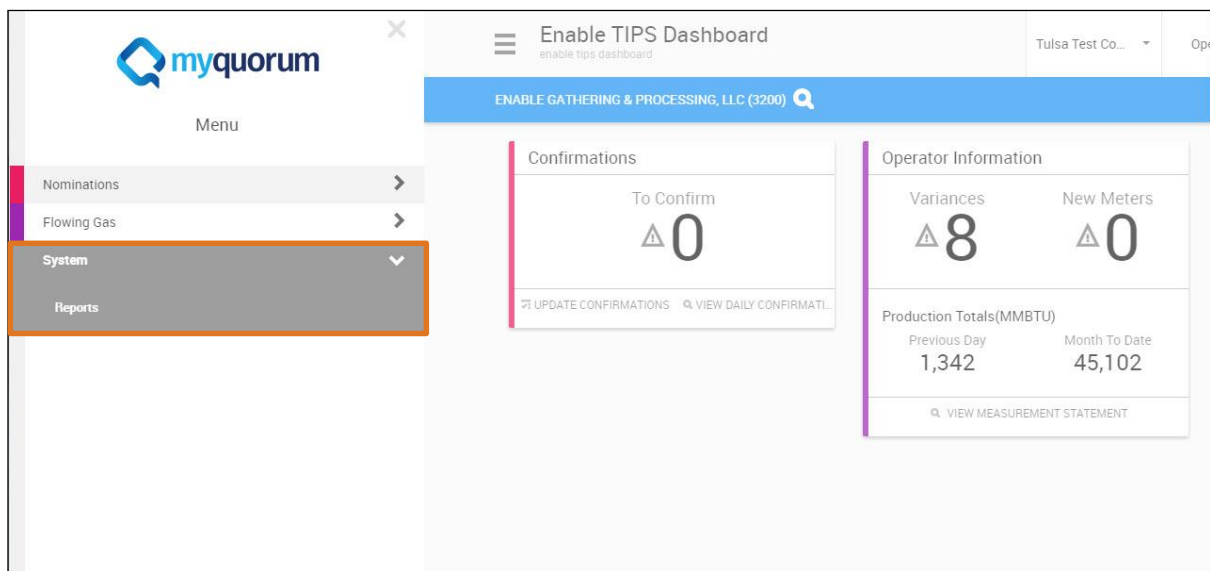 myquorum
Menu
Nominations
Flowing Gas
System
Reports
Enable TIPS Dashboard
enable tips dashboard
Tulsa Test Co...
Ope
ENABLE GATHERING & PROCESSING, LLC (3200)
Confirmations
To Confirm
0
UPDATE CONFIRMATIONS VIEW DAILY CONFIRMATI...
Operator Information
Variances New Meters
8 0
Production Totals(MMBTU)
Previous Day Month To Date
1,342 45,102
VIEW MEASUREMENT STATEMENT